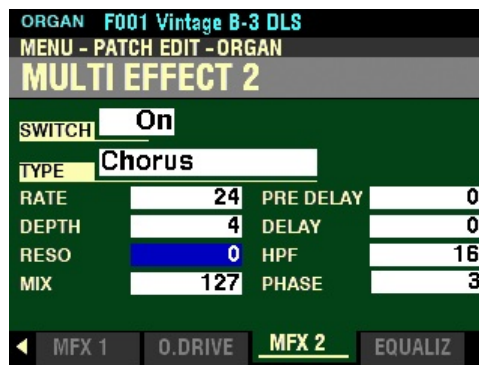 ORGAN F001 Vintage B-3 DLS
MENU - PATCH EDIT - ORGAN
MULTI EFFECT 2
SWITCH On
TYPE Chorus
RATE 24 PRE DELAY 0
DEPTH 4 DELAY 0
RESO 0 HPF 16
MIX 127 PHASE 3
MFX 1 O.DRIVE MFX 2 EQUALIZ